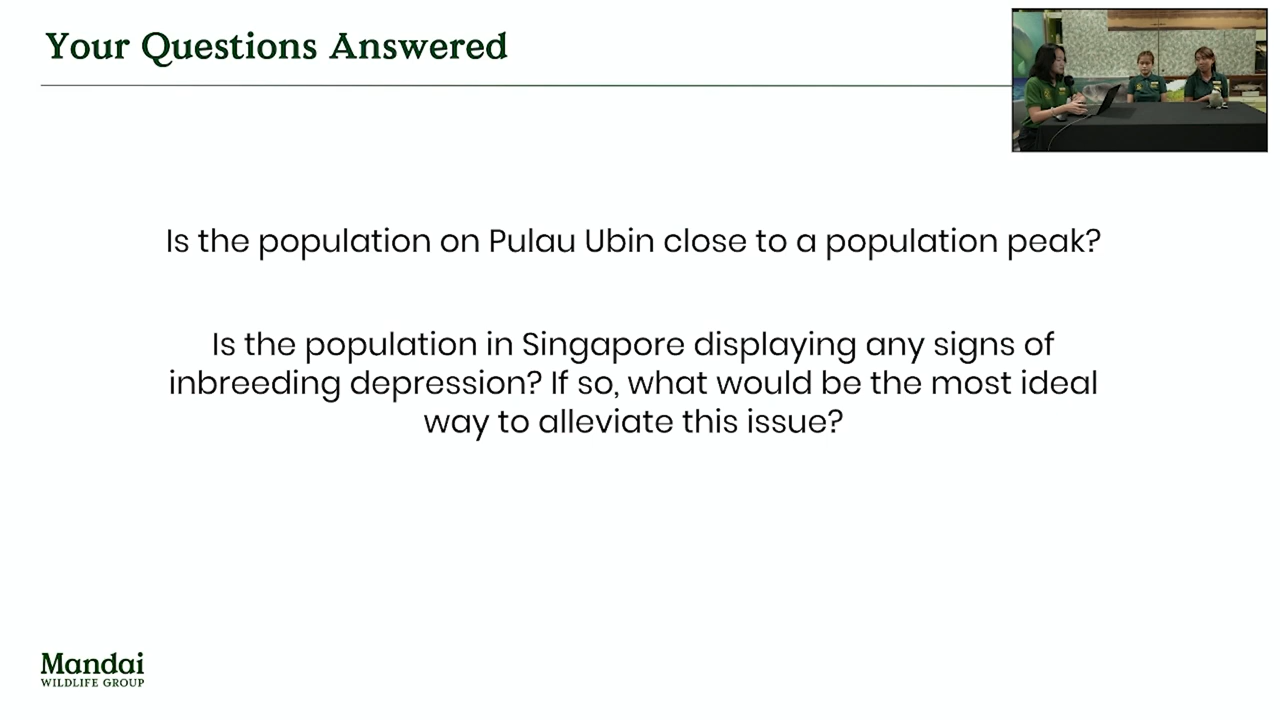 Your Questions Answered
Is the population on Pulau Ubin close to a population peak?
Is the population in Singapore displaying any signs of
inbreeding depression? If so, what would be the most ideal
way to alleviate this issue?
Mandai
WILDLIFE GROUP